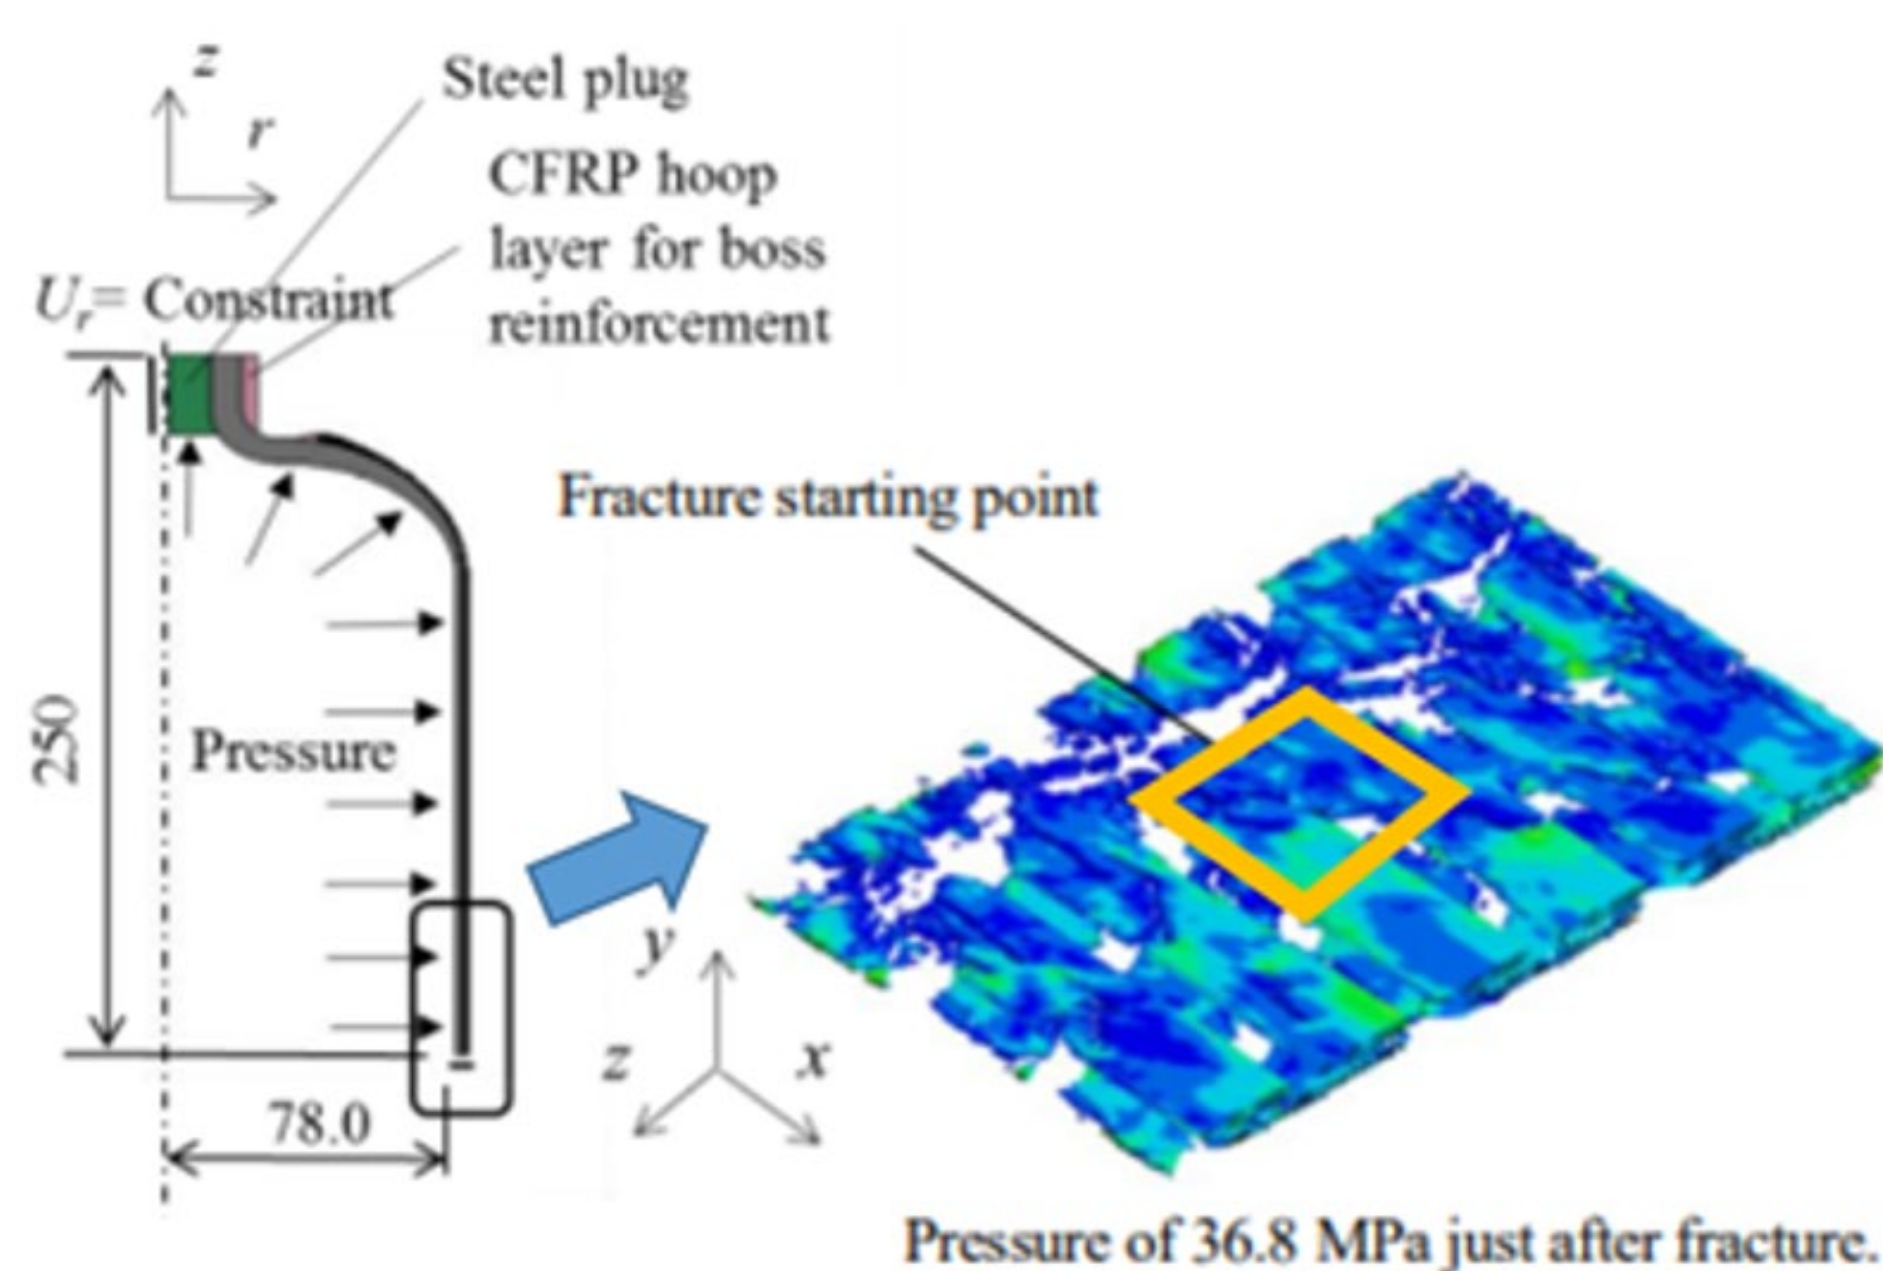 z
r
Steel plug
CFRP hoop
layer for boss
reinforcement
U_r= Constraint
250
Pressure
78.0
Fracture starting point
y
z
x
Pressure of 36.8 MPa just after fracture.